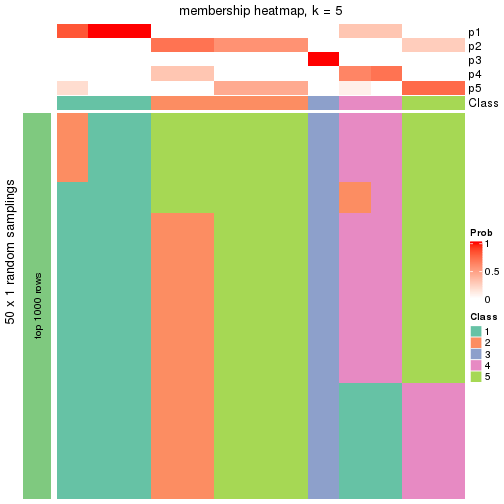 membership heatmap, k = 5
p1
p2
p3
p4
p5
Class
50 x 1 random samplings
top 1000 rows
Prob
1
0.5
0
Class
1
2
3
4
5